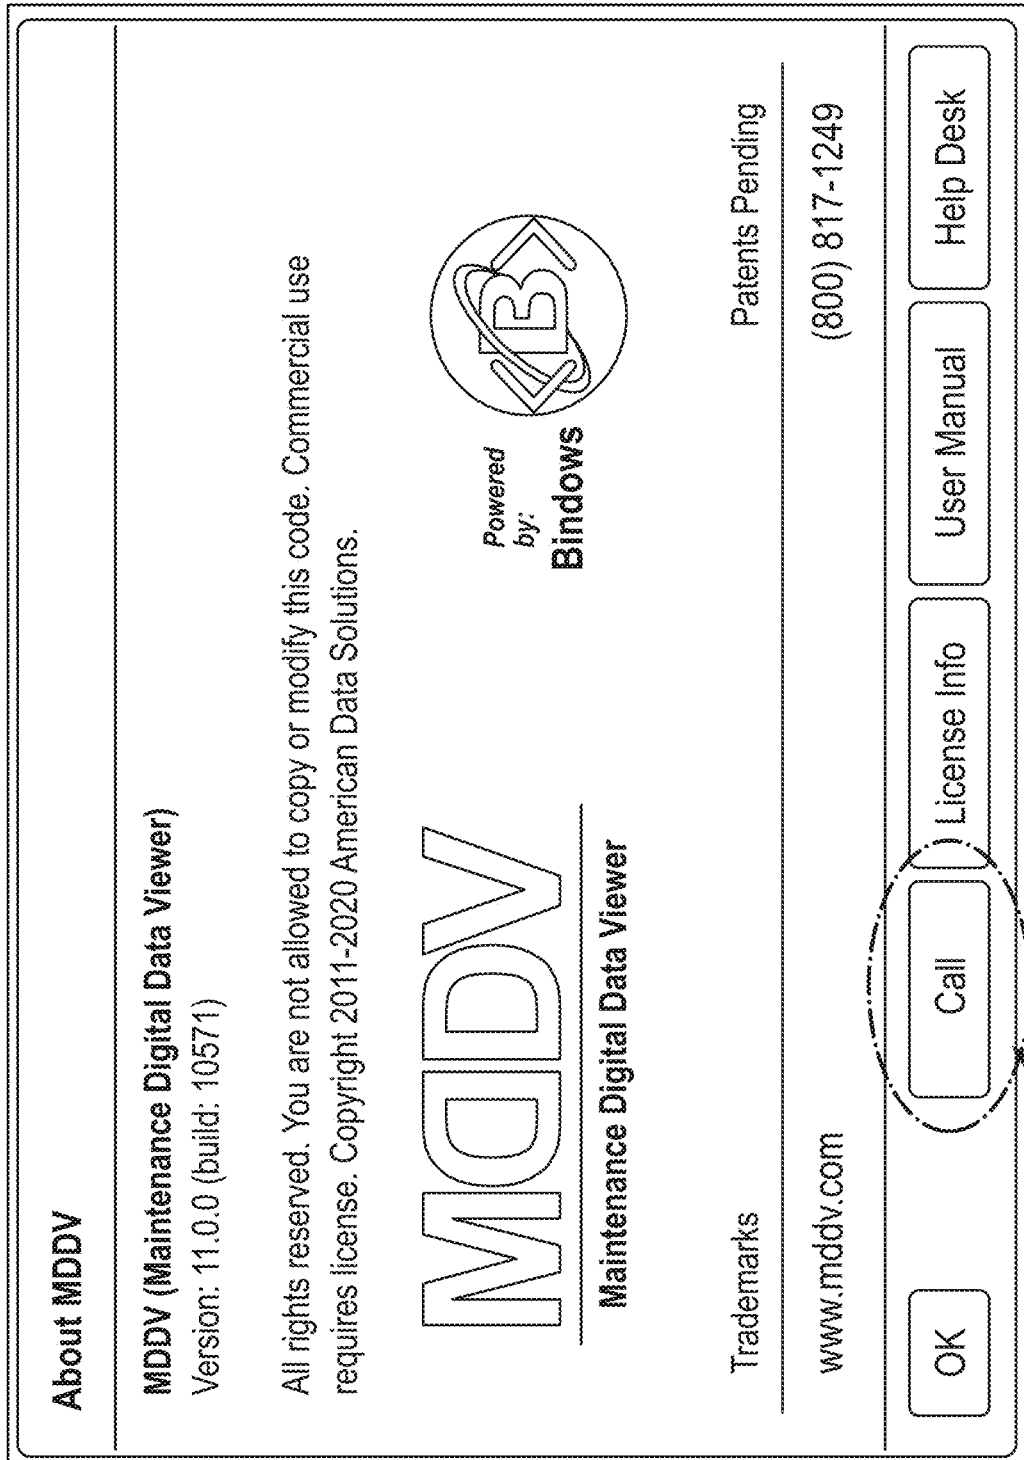 About MDDV
MDDV (Maintenance Digital Data Viewer)
Version: 11.0.0 (build: 10571)
All rights reserved. You are not allowed to copy or modify this code. Commercial use
requires license. Copyright 2011-2020 American Data Solutions.
MDDV
Maintenance Digital Data Viewer
Powered
by:
Bindows
<B>
Trademarks
Patents Pending
www.mddv.com
(800) 817-1249
OK
Call
License Info
User Manual
Help Desk